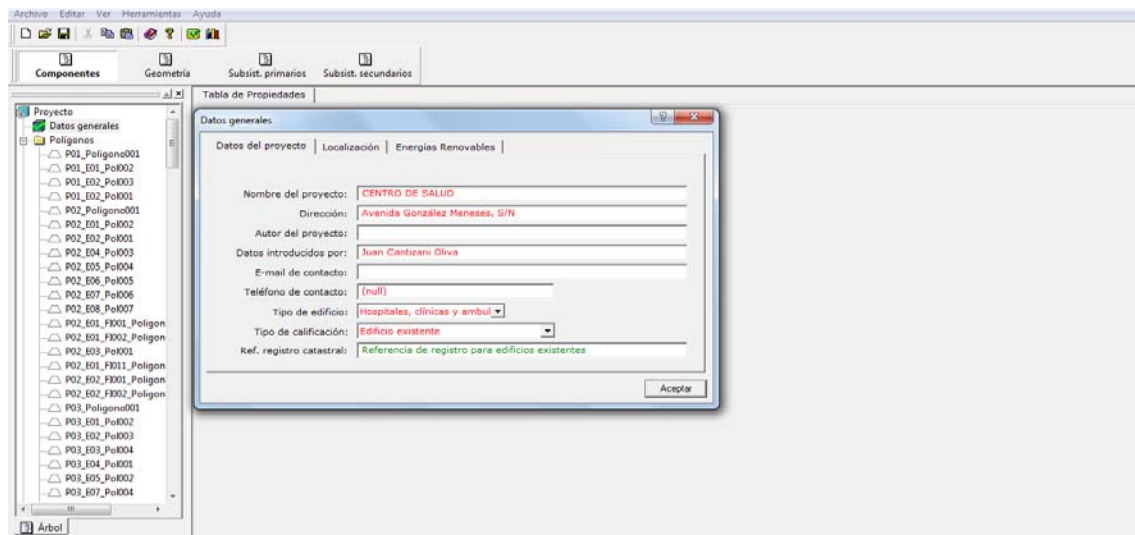 Archivo Editar Ver Herramientas Ayuda
Componentes Geometría Subsist. primarios Subsist. secundarios
Tabla de Propiedades
Proyecto
Datos generales
Polígonos
P01_Poligono001
P01_E01_Pol002
P01_E02_Pol003
P01_E02_Pol001
P02_Poligono001
P02_E01_Pol002
P02_E02_Pol001
P02_E04_Pol003
P02_E05_Pol004
P02_E06_Pol005
P02_E07_Pol006
P02_E08_Pol007
P02_E01_FI001_Poligon
P02_E01_FI002_Poligon
P02_E03_Pol001
P02_E01_FI011_Poligon
P02_E02_FI001_Poligon
P02_E02_FI002_Poligon
P03_Poligono001
P03_E01_Pol002
P03_E02_Pol003
P03_E03_Pol004
P03_E04_Pol001
P03_E05_Pol002
P03_E07_Pol004
Árbol
Datos generales
Datos del proyecto Localización Energías Renovables
Nombre del proyecto: CENTRO DE SALUD
Dirección: Avenida González Meneses, S/N
Autor del proyecto:
Datos introducidos por: Juan Cantizani Oliva
E-mail de contacto:
Teléfono de contacto: (null)
Tipo de edificio: Hospitales, clínicas y ambul
Tipo de calificación: Edificio existente
Ref. registro catastral: Referencia de registro para edificios existentes
Aceptar